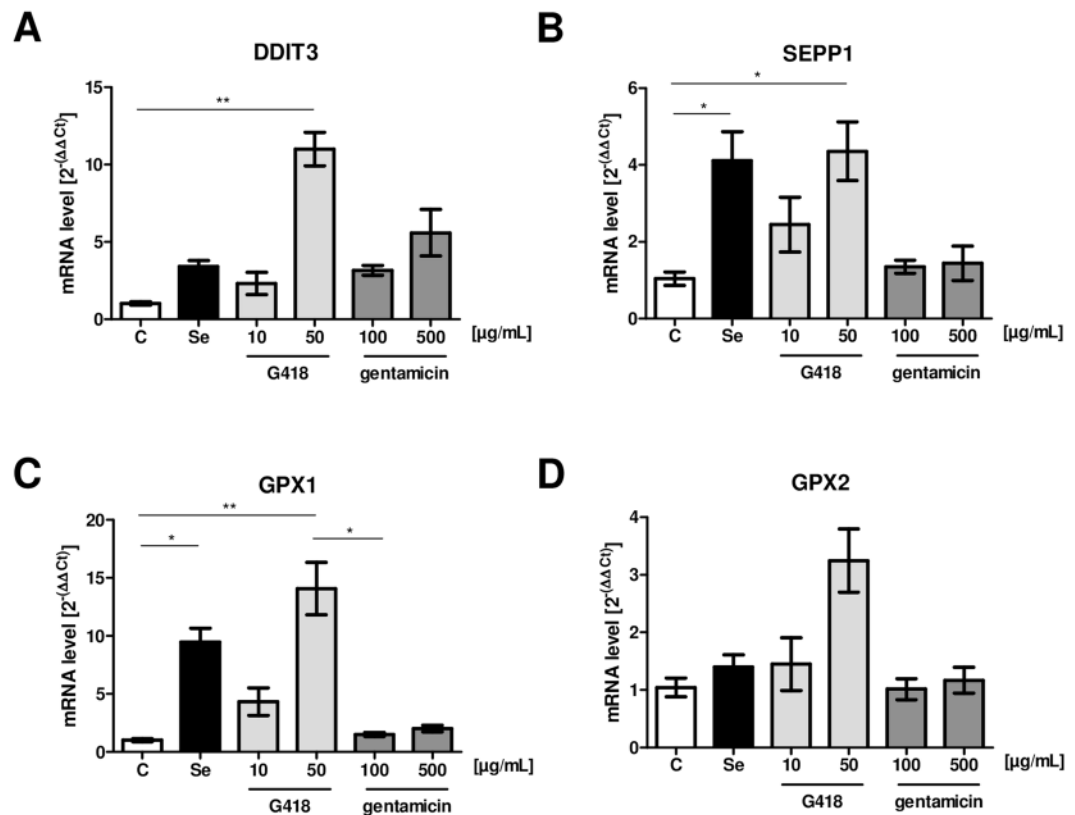 A
DDIT3
mRNA level [2^-(ΔΔCt)]
15
10
5
0
**
C Se 10 50 100 500 [µg/mL]
G418 gentamicin
B
SEPP1
mRNA level [2^-(ΔΔCt)]
6
4
2
0
*
*
C Se 10 50 100 500 [µg/mL]
G418 gentamicin
C
GPX1
mRNA level [2^-(ΔΔCt)]
20
15
10
5
0
**
*
*
C Se 10 50 100 500 [µg/mL]
G418 gentamicin
D
GPX2
mRNA level [2^-(ΔΔCt)]
4
3
2
1
0
C Se 10 50 100 500 [µg/mL]
G418 gentamicin